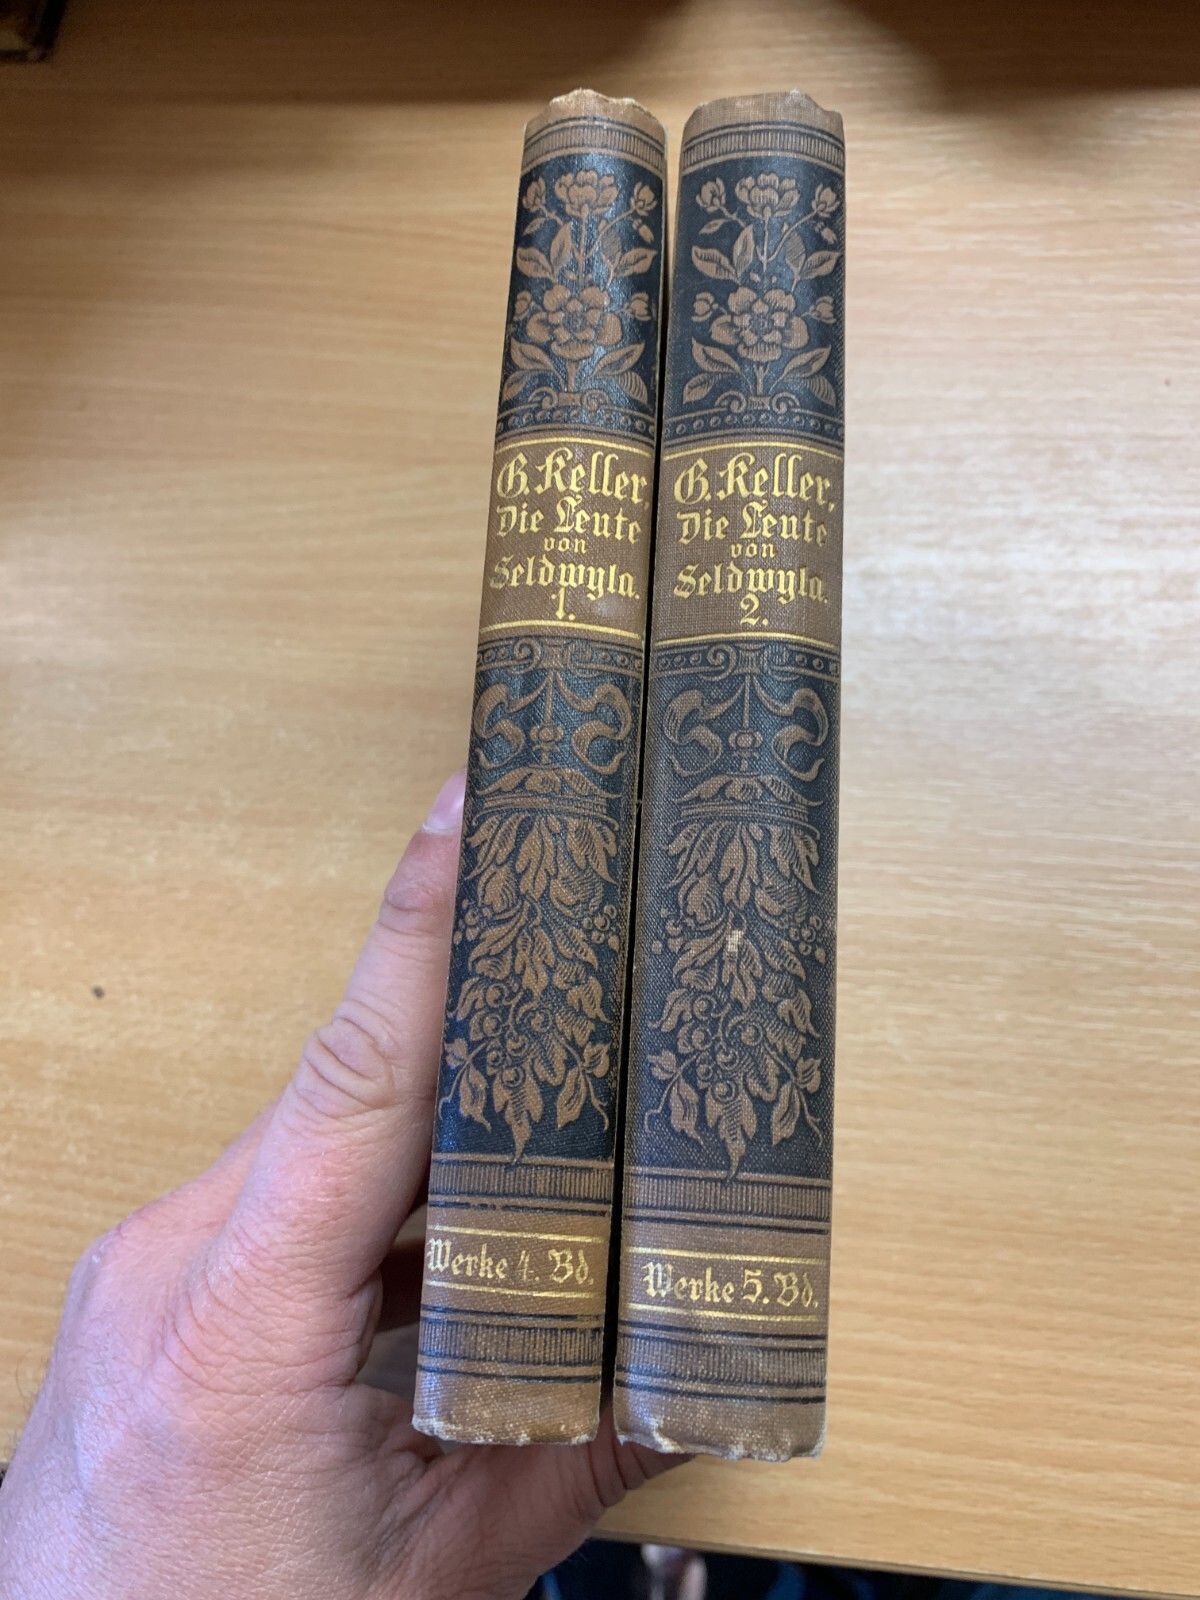 G. Keller,
Die Leute
von
Seldwyla.
1.
Werke 4. Bd.
G. Keller,
Die Leute
von
Seldwyla.
2.
Werke 5. Bd.